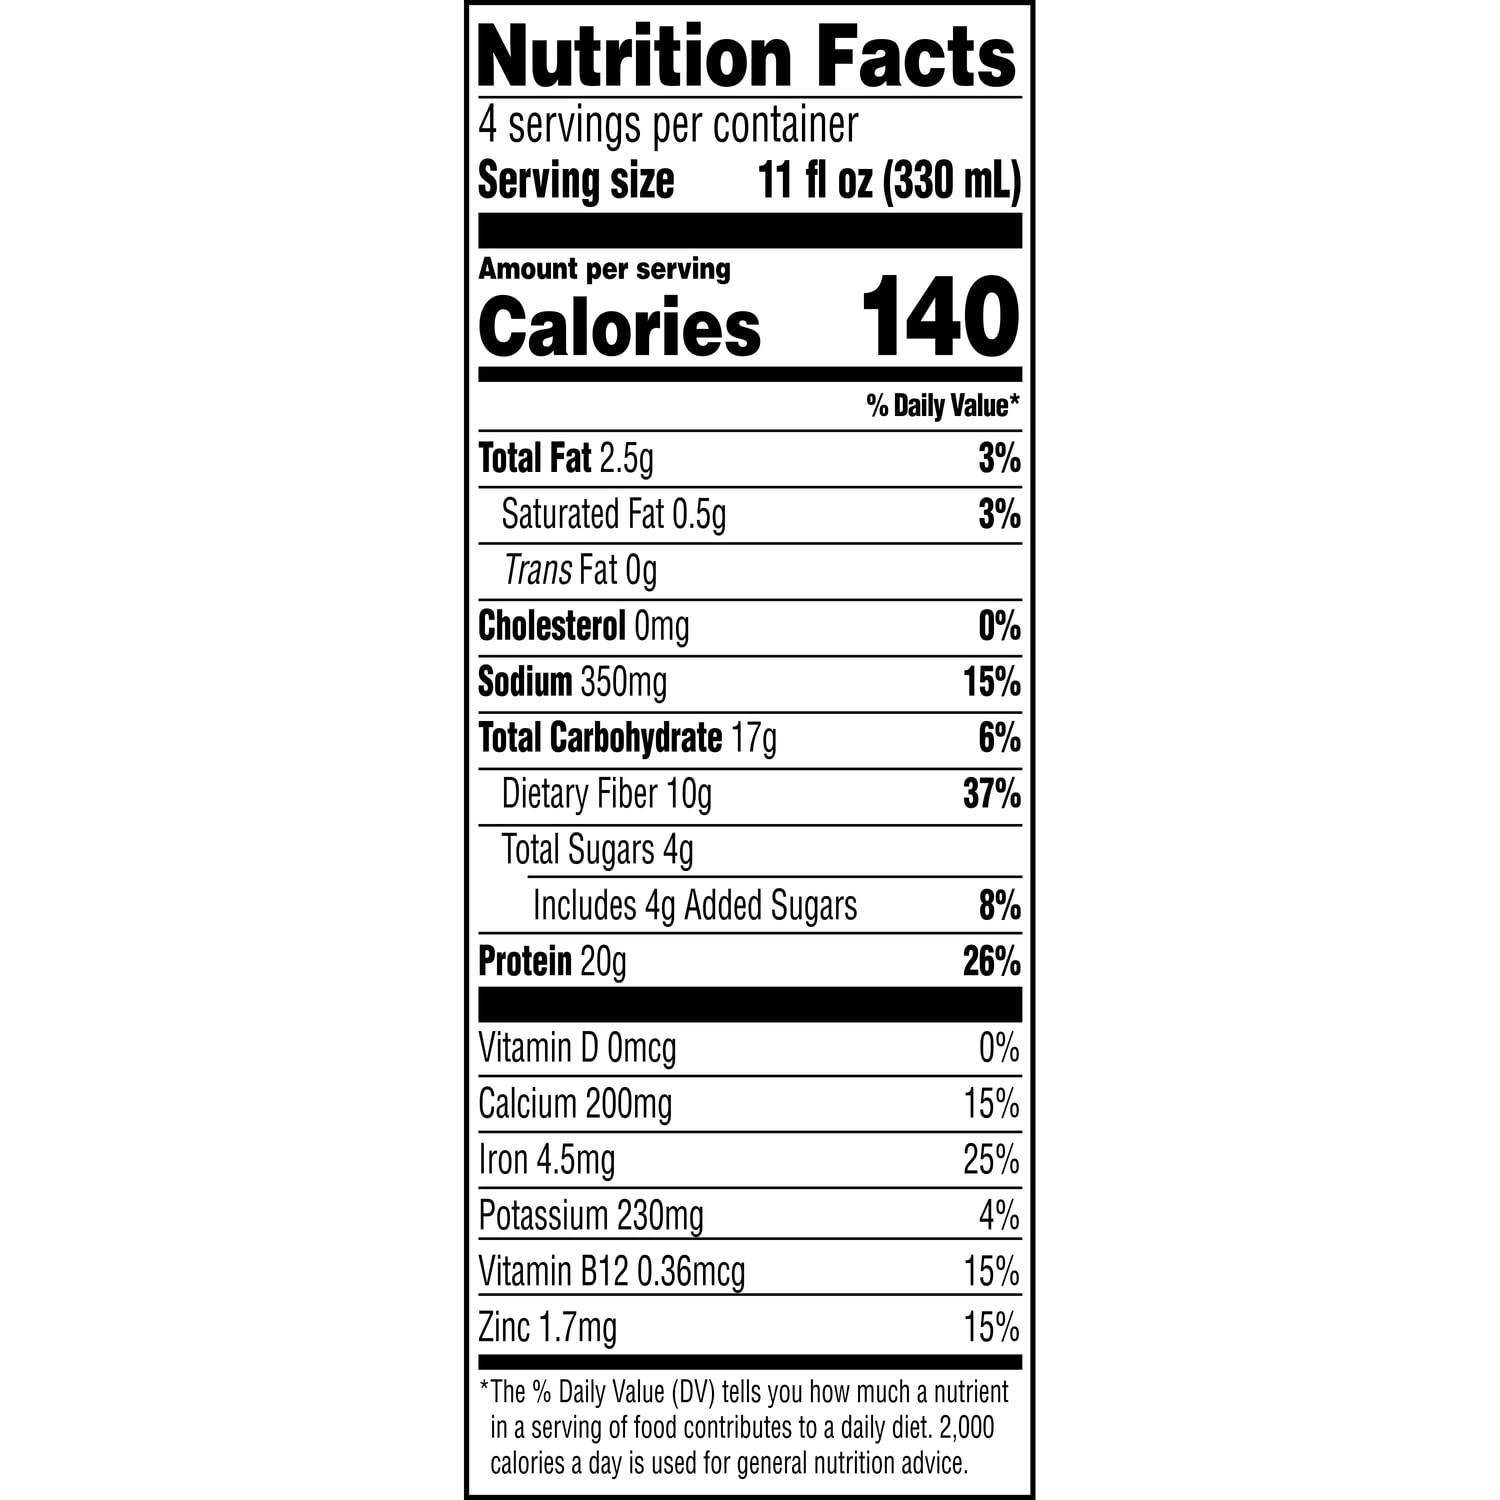 Nutrition Facts
4 servings per container
Serving size 11 fl oz (330 mL)
Amount per serving
Calories 140
% Daily Value*
Total Fat 2.5g 3%
Saturated Fat 0.5g 3%
Trans Fat 0g
Cholesterol 0mg 0%
Sodium 350mg 15%
Total Carbohydrate 17g 6%
Dietary Fiber 10g 37%
Total Sugars 4g
Includes 4g Added Sugars 8%
Protein 20g 26%
Vitamin D 0mcg 0%
Calcium 200mg 15%
Iron 4.5mg 25%
Potassium 230mg 4%
Vitamin B12 0.36mcg 15%
Zinc 1.7mg 15%
*The % Daily Value (DV) tells you how much a nutrient
in a serving of food contributes to a daily diet. 2,000
calories a day is used for general nutrition advice.